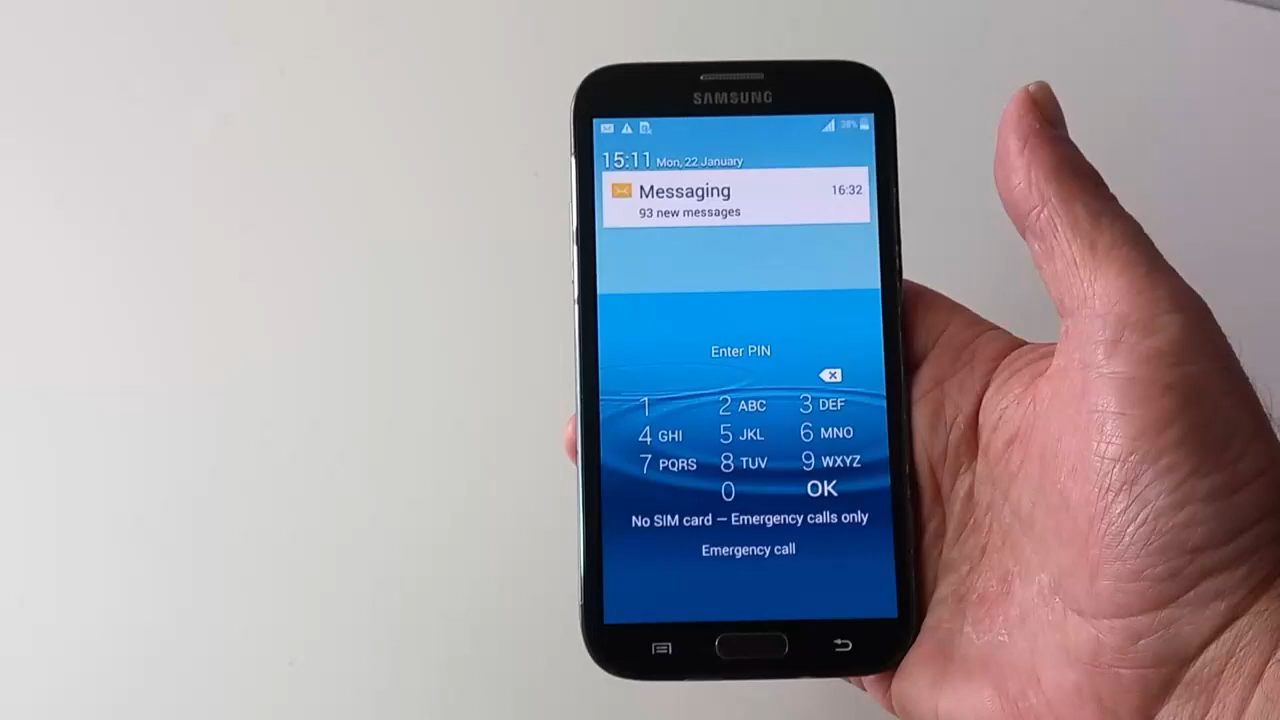 SAMSUNG
38%
15:11 Mon, 22 January
Messaging 16:32
93 new messages
Enter PIN
1 2 ABC 3 DEF
4 GHI 5 JKL 6 MNO
7 PQRS 8 TUV 9 WXYZ
0 OK
No SIM card — Emergency calls only
Emergency call